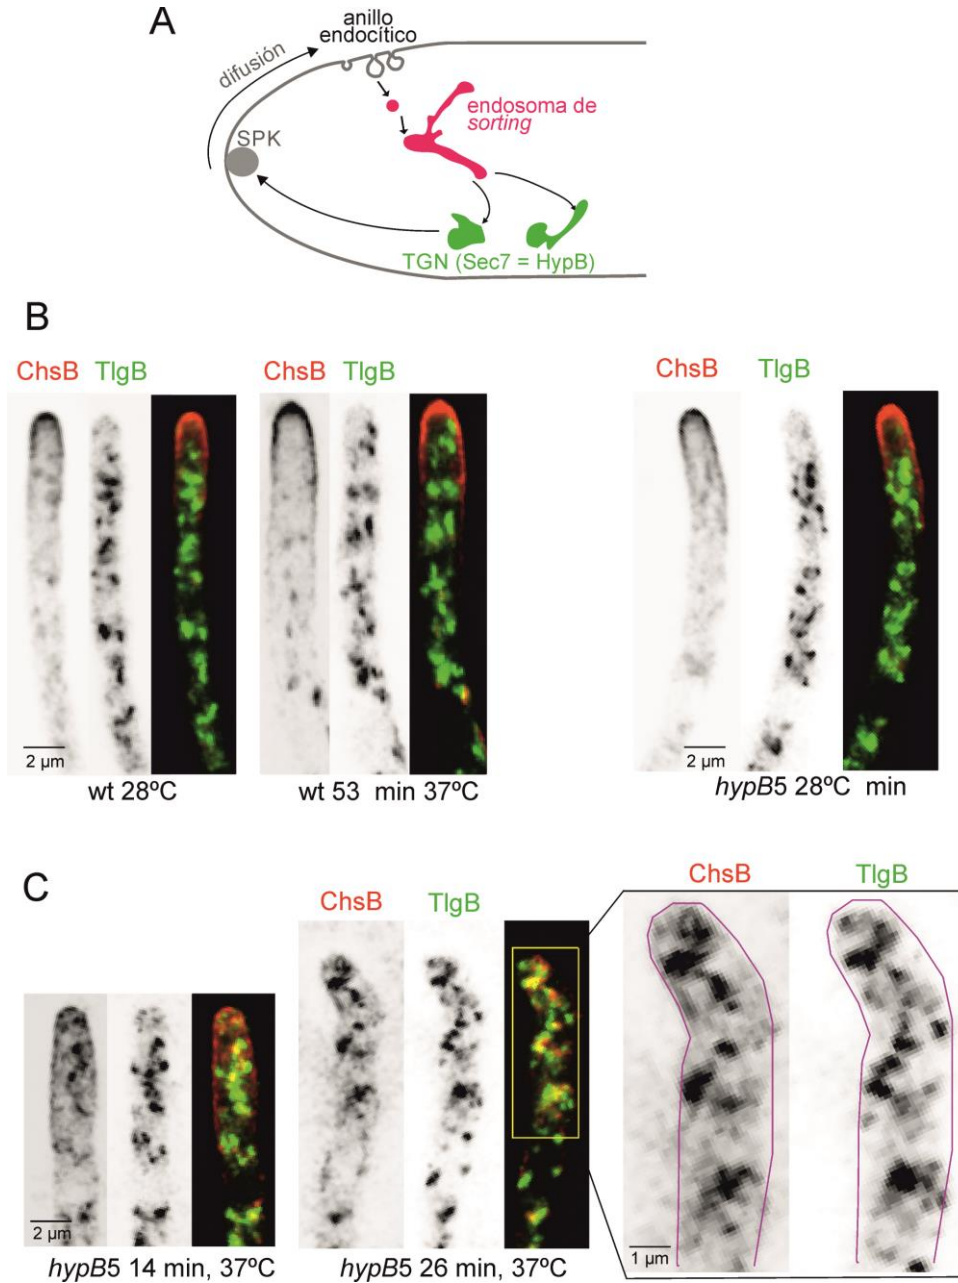 A
anillo
endocítico
difusión
SPK
endosoma de
sorting
TGN (Sec7 = HypB)
B
ChsB TlgB
ChsB TlgB
ChsB TlgB
2 µm
2 µm
wt 28ºC
wt 53 min 37ºC
hypB5 28ºC min
C
ChsB TlgB
ChsB TlgB
2 µm
1 µm
hypB5 14 min, 37ºC
hypB5 26 min, 37ºC